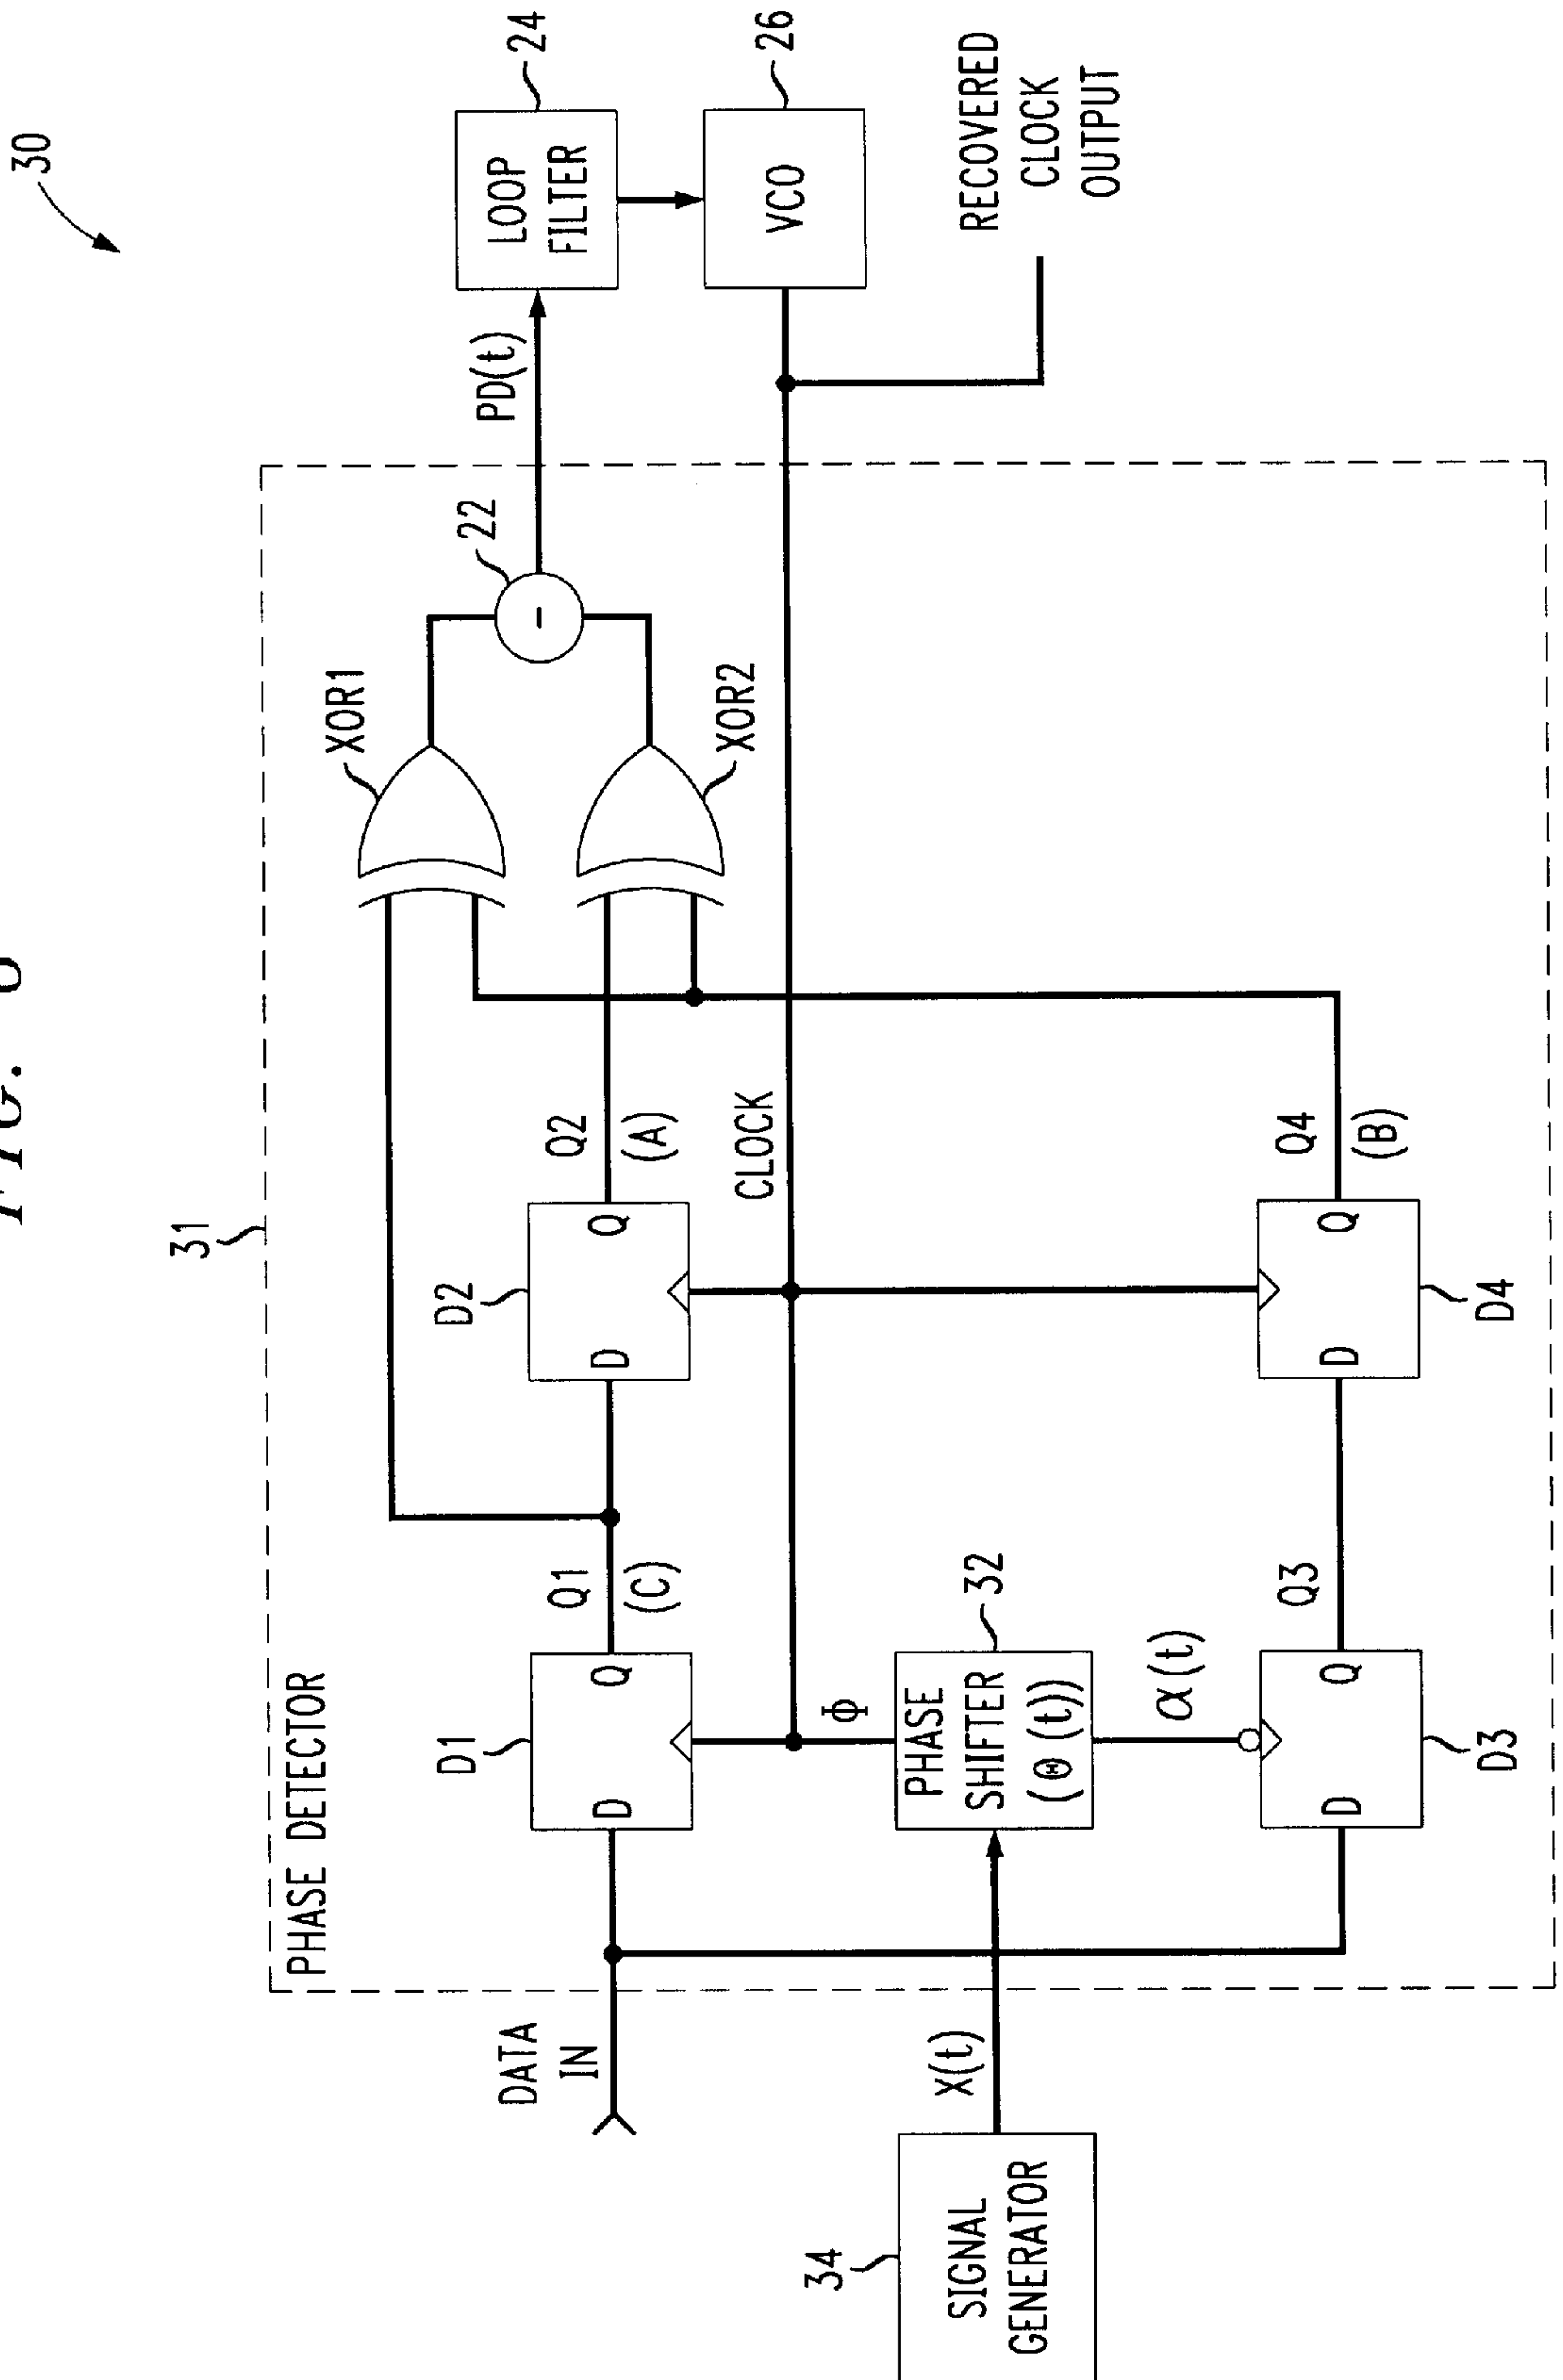 FIG.
30
31
PHASE DETECTOR
XOR1
D1
D
Q
Q1
(C)
D2
D
Q
Q2
(A)
22
-
PD(t)
24
LOOP
FILTER
DATA
IN
XOR2
CLOCK
26
VCO
34
SIGNAL
GENERATOR
X(t)
Φ
32
PHASE
SHIFTER
(Θ (t))
RECOVERED
CLOCK
OUTPUT
α(t)
D
Q
D3
Q3
D
Q
D4
Q4
(B)